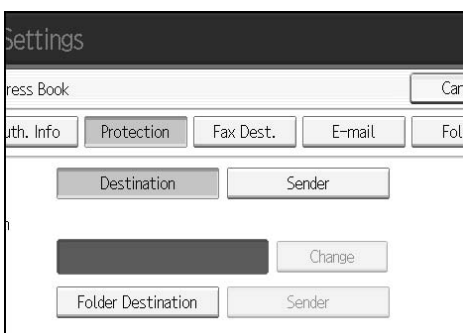 Settings
ress Book Can
uth. Info Protection Fax Dest. E-mail Fol
Destination Sender
n
Change
Folder Destination Sender